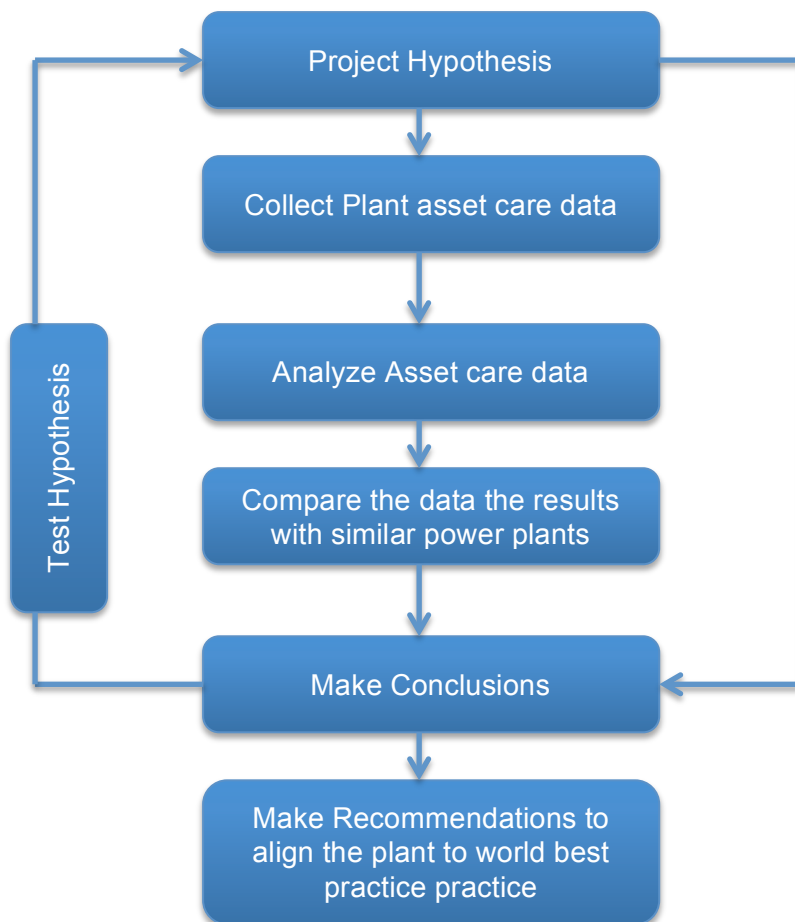 Project Hypothesis
Collect Plant asset care data
Analyze Asset care data
Test Hypothesis
Compare the data the results
with similar power plants
Make Conclusions
Make Recommendations to
align the plant to world best
practice practice